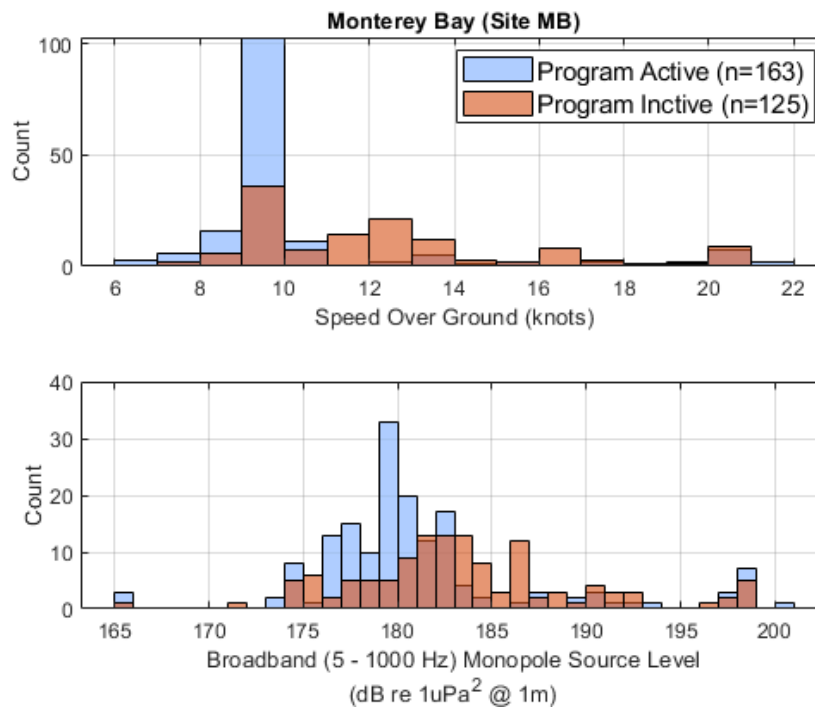 Monterey Bay (Site MB)
100
50
0
Count
Program Active (n=163)
Program Inctive (n=125)
6 8 10 12 14 16 18 20 22
Speed Over Ground (knots)
40
30
20
10
0
Count
165 170 175 180 185 190 195 200
Broadband (5 - 1000 Hz) Monopole Source Level
(dB re 1uPa² @ 1m)